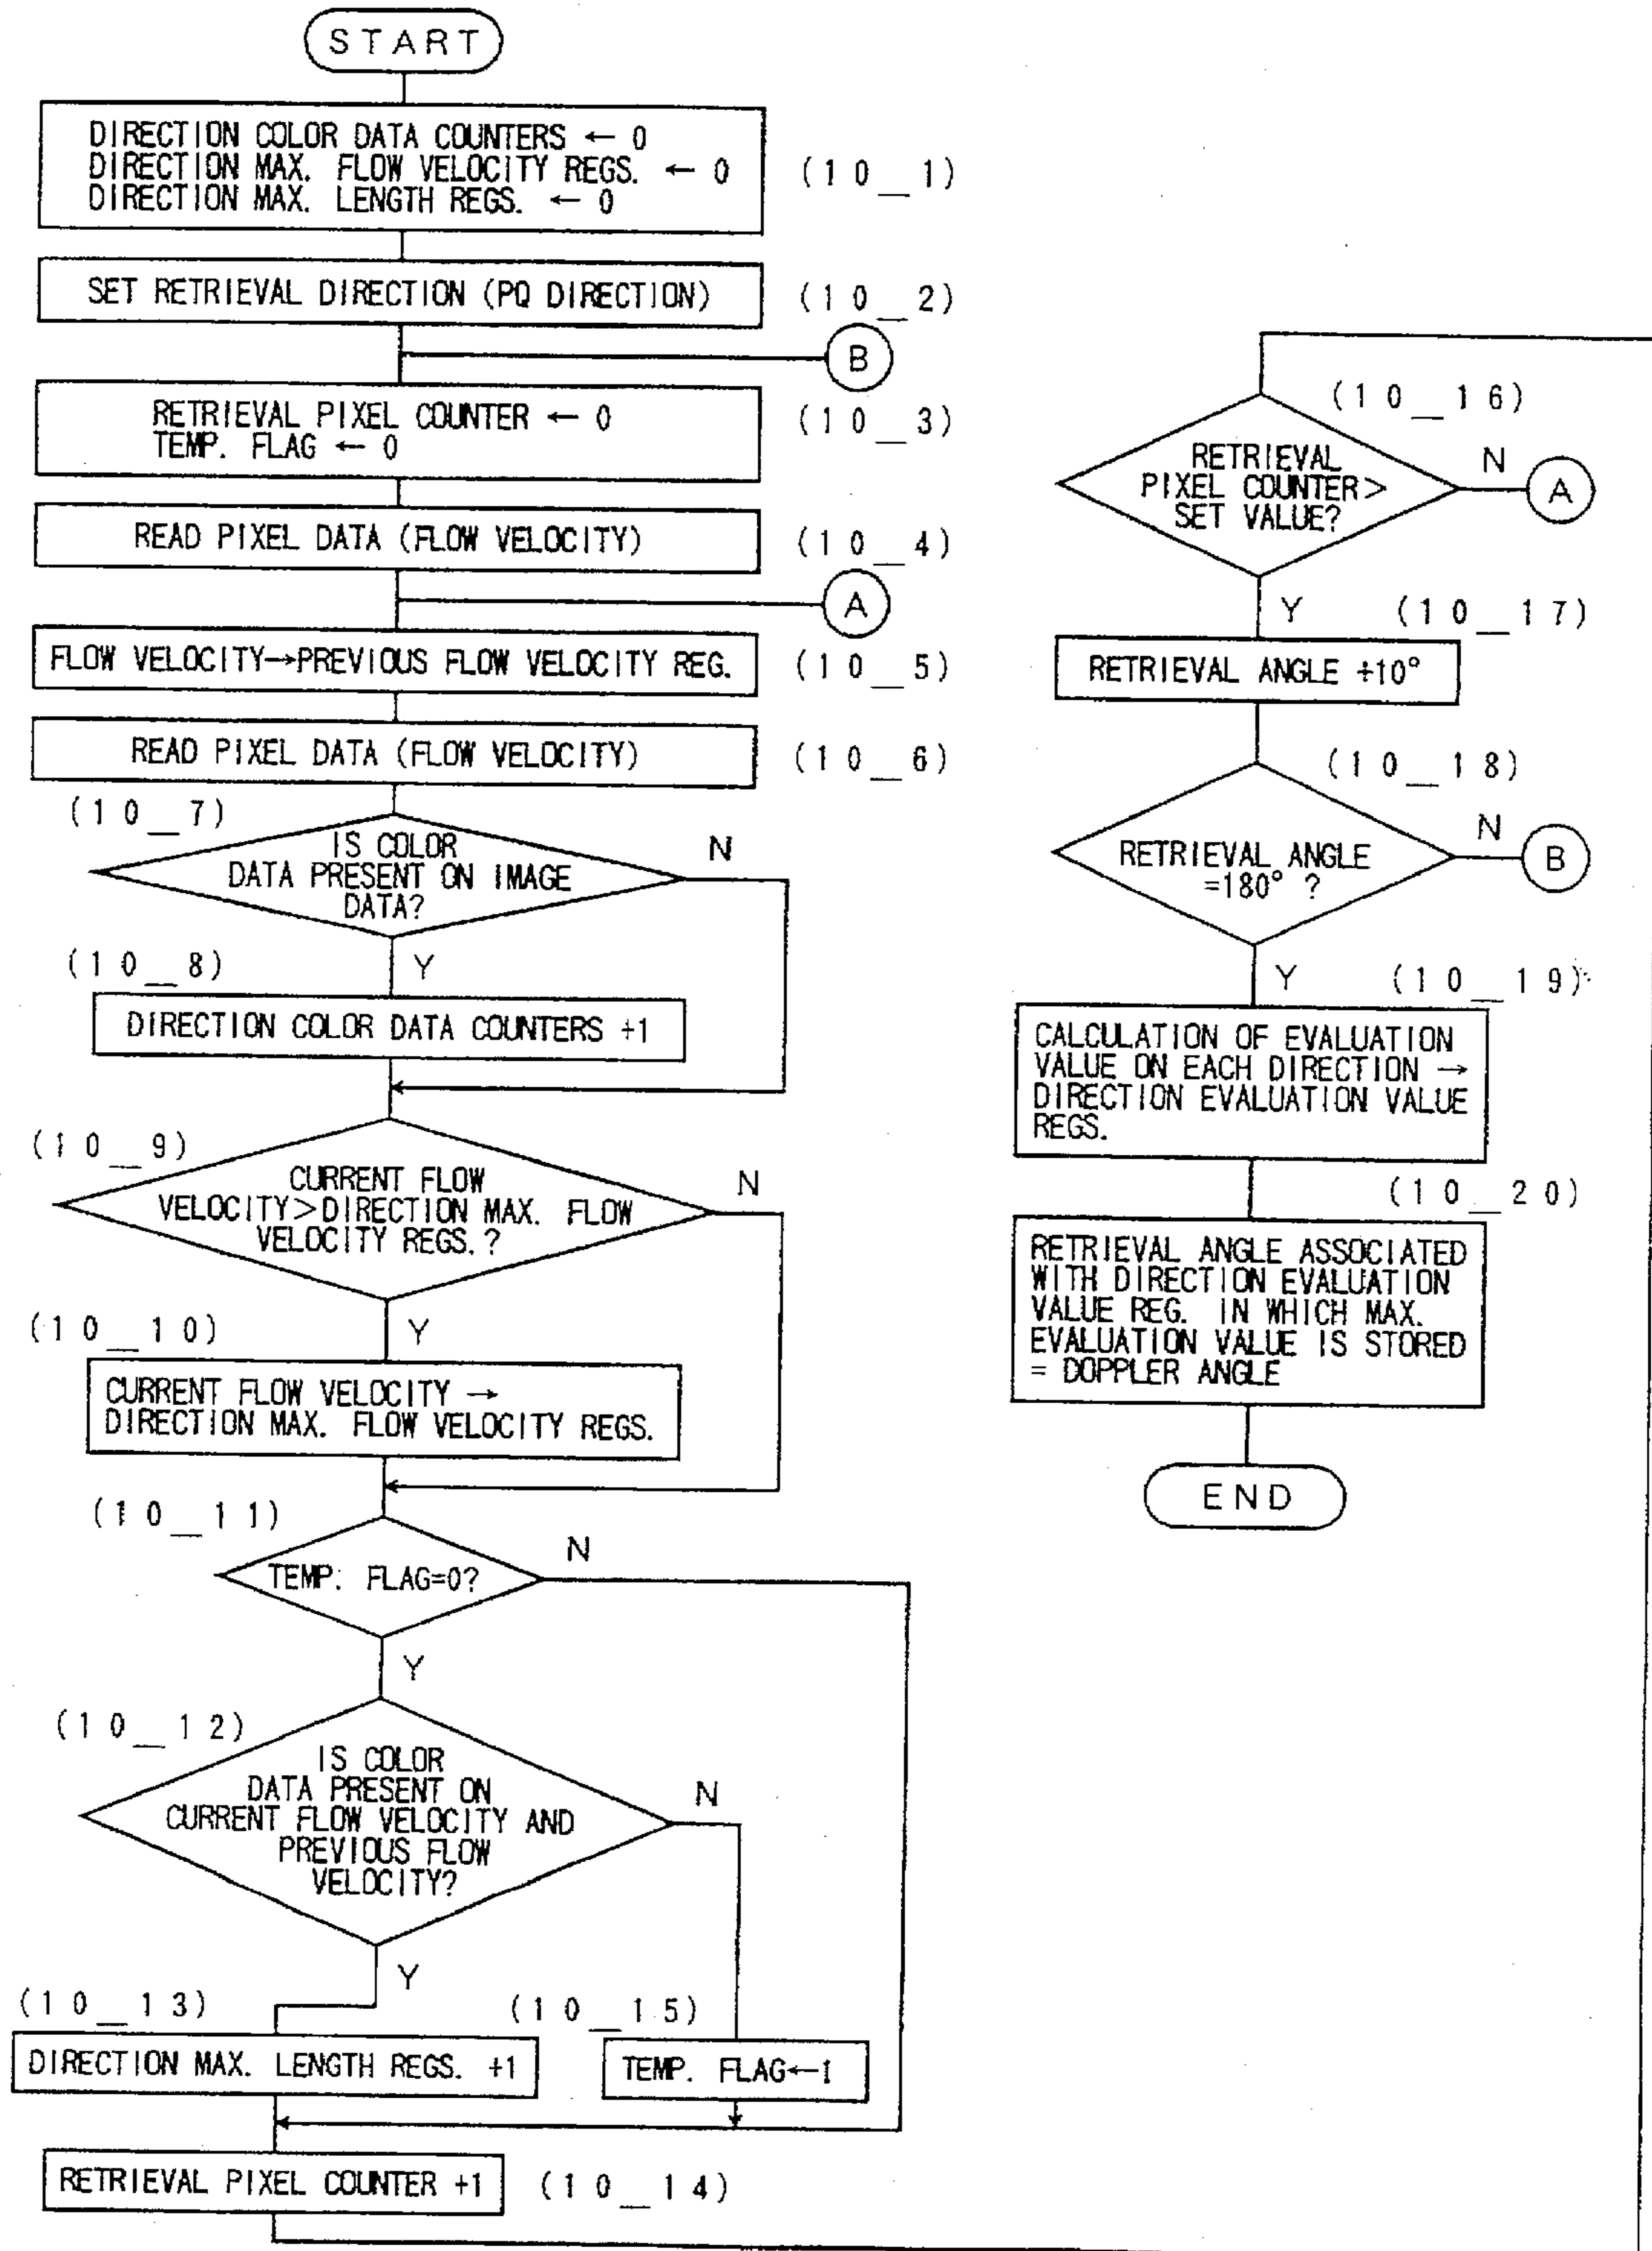 START
DIRECTION COLOR DATA COUNTERS ← 0
DIRECTION MAX. FLOW VELOCITY REGS. ← 0
DIRECTION MAX. LENGTH REGS. ← 0
(10_1)
SET RETRIEVAL DIRECTION (PQ DIRECTION)
(10_2)
B
RETRIEVAL PIXEL COUNTER ← 0
TEMP. FLAG ← 0
(10_3)
READ PIXEL DATA (FLOW VELOCITY)
(10_4)
A
FLOW VELOCITY→PREVIOUS FLOW VELOCITY REG.
(10_5)
READ PIXEL DATA (FLOW VELOCITY)
(10_6)
(10_7)
IS COLOR
DATA PRESENT ON IMAGE
DATA?
N
Y
(10_8)
DIRECTION COLOR DATA COUNTERS +1
(10_9)
CURRENT FLOW
VELOCITY>DIRECTION MAX. FLOW
VELOCITY REGS.?
N
Y
(10_10)
CURRENT FLOW VELOCITY →
DIRECTION MAX. FLOW VELOCITY REGS.
(10_11)
TEMP. FLAG=0?
N
Y
(10_12)
IS COLOR
DATA PRESENT ON
CURRENT FLOW VELOCITY AND
PREVIOUS FLOW
VELOCITY?
N
Y
(10_13)
DIRECTION MAX. LENGTH REGS. +1
(10_15)
TEMP. FLAG←1
RETRIEVAL PIXEL COUNTER +1
(10_14)
(10_16)
RETRIEVAL
PIXEL COUNTER>
SET VALUE?
N
A
Y
(10_17)
RETRIEVAL ANGLE +10°
(10_18)
RETRIEVAL ANGLE
=180° ?
N
B
Y
(10_19)
CALCULATION OF EVALUATION
VALUE ON EACH DIRECTION →
DIRECTION EVALUATION VALUE
REGS.
(10_20)
RETRIEVAL ANGLE ASSOCIATED
WITH DIRECTION EVALUATION
VALUE REG. IN WHICH MAX.
EVALUATION VALUE IS STORED
= DOPPLER ANGLE
END